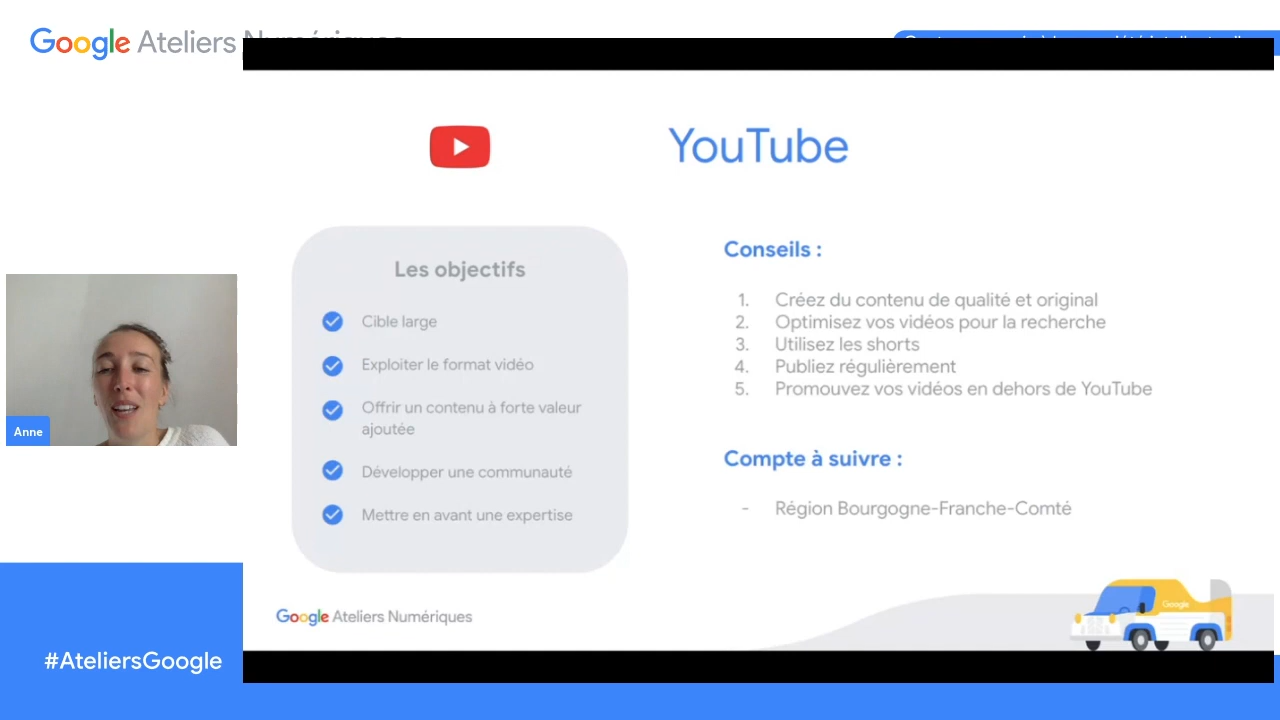 Google Ateliers
YouTube
Les objectifs
Cible large
Exploiter le format vidéo
Offrir un contenu à forte valeur
ajoutée
Développer une communauté
Mettre en avant une expertise
Conseils :
1. Créez du contenu de qualité et original
2. Optimisez vos vidéos pour la recherche
3. Utilisez les shorts
4. Publiez régulièrement
5. Promouvez vos vidéos en dehors de YouTube
Compte à suivre :
- Région Bourgogne-Franche-Comté
Anne
Google Ateliers Numériques
Google
#AteliersGoogle